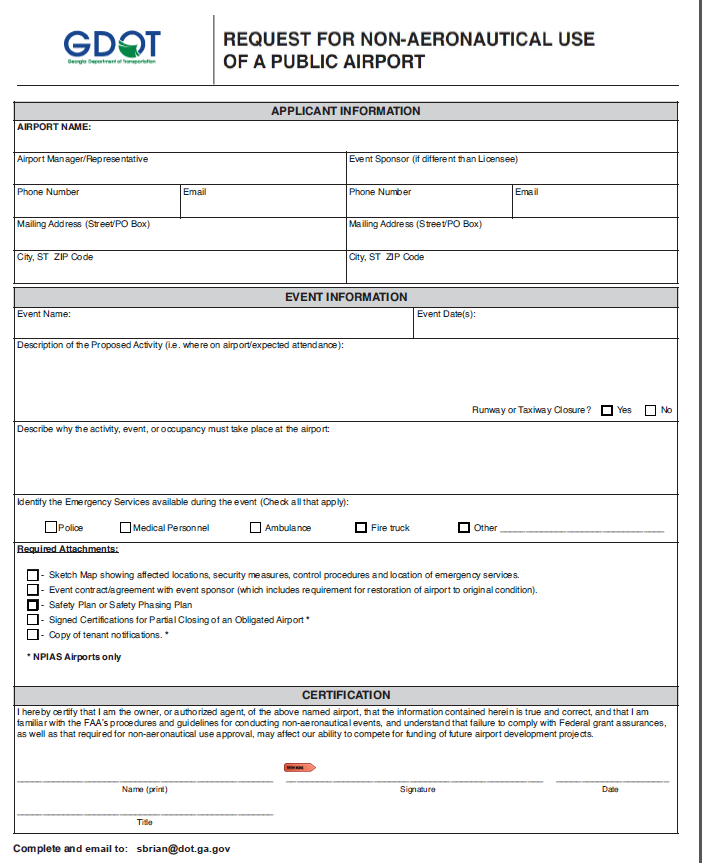 GDOT
Georgia Department of Transportation
REQUEST FOR NON-AERONAUTICAL USE
OF A PUBLIC AIRPORT
APPLICANT INFORMATION
AIRPORT NAME:
Airport Manager/Representative
Event Sponsor (if different than Licensee)
Phone Number
Email
Phone Number
Email
Mailing Address (Street/PO Box)
Mailing Address (Street/PO Box)
City, ST ZIP Code
City, ST ZIP Code
EVENT INFORMATION
Event Name:
Event Date(s):
Description of the Proposed Activity (i.e. where on airport/expected attendance):
Runway or Taxiway Closure? Yes No
Describe why the activity, event, or occupancy must take place at the airport:
Identify the Emergency Services available during the event (Check all that apply):
Police Medical Personnel Ambulance Fire truck Other
Required Attachments:
- Sketch Map showing affected locations, security measures, control procedures and location of emergency services.
- Event contract/agreement with event sponsor (which includes requirement for restoration of airport to original condition).
- Safety Plan or Safety Phasing Plan
- Signed Certifications for Partial Closing of an Obligated Airport *
- Copy of tenant notifications. *
* NPIAS Airports only
CERTIFICATION
I hereby certify that I am the owner, or authorized agent, of the above named airport, that the information contained herein is true and correct, and that I am
familiar with the FAA's procedures and guidelines for conducting non-aeronautical events, and understand that failure to comply with Federal grant assurances,
as well as that required for non-aeronautical use approval, may affect our ability to compete for funding of future airport development projects.
Name (print)
Signature
Date
Title
Complete and email to: sbrian@dot.ga.gov